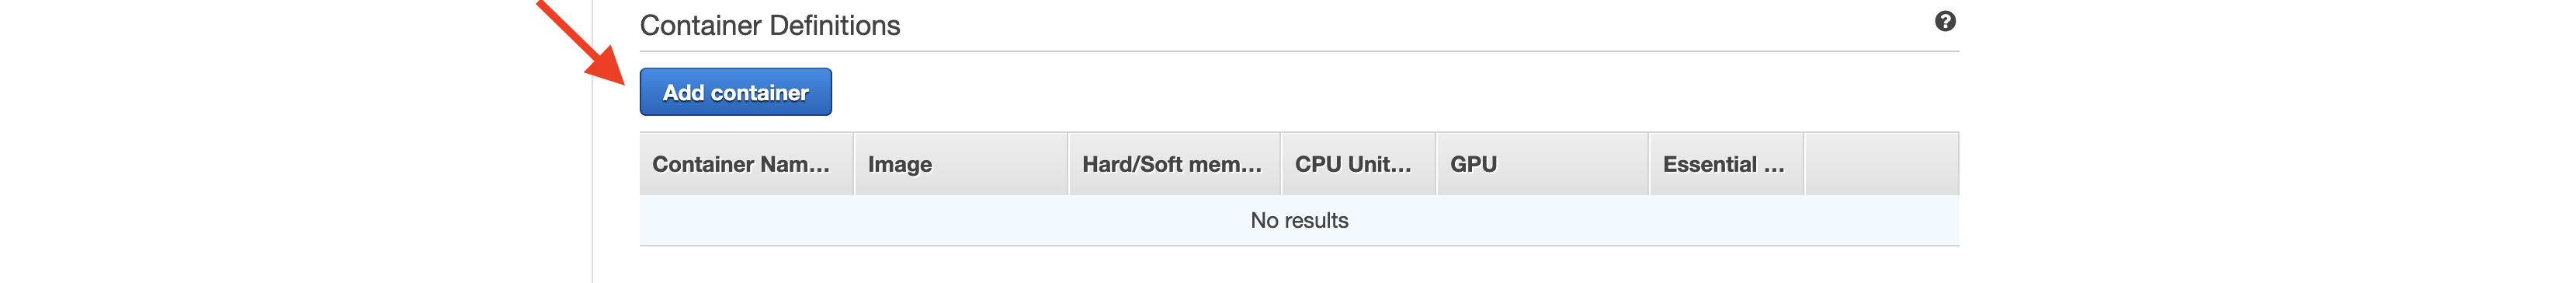 Container Definitions
?
Add container
Container Nam... Image Hard/Soft mem... CPU Unit... GPU Essential ...
No results